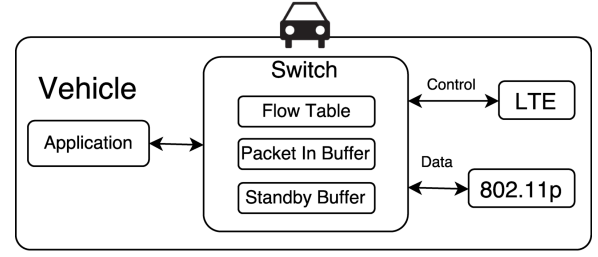 Vehicle
Application
Switch
Flow Table
Packet In Buffer
Standby Buffer
Control
LTE
Data
802.11p